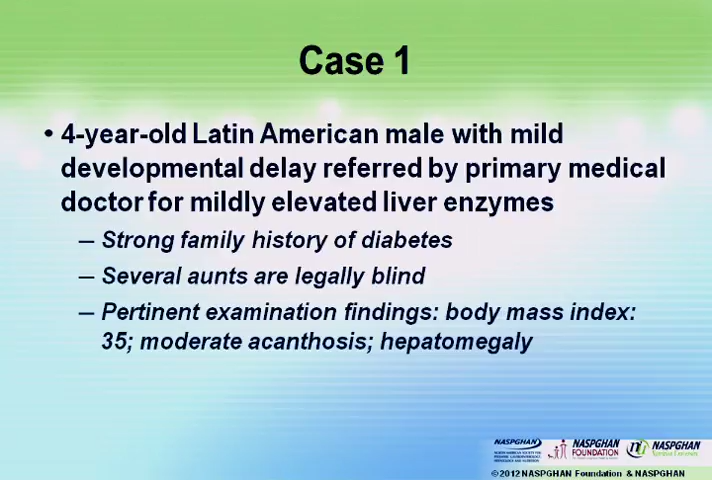 Case 1
• 4-year-old Latin American male with mild
developmental delay referred by primary medical
doctor for mildly elevated liver enzymes
– Strong family history of diabetes
– Several aunts are legally blind
– Pertinent examination findings: body mass index:
35; moderate acanthosis; hepatomegaly
NASPGHAN
NASPGHAN
FOUNDATION
NASPGHAN
©2012 NASPGHAN Foundation & NASPGHAN